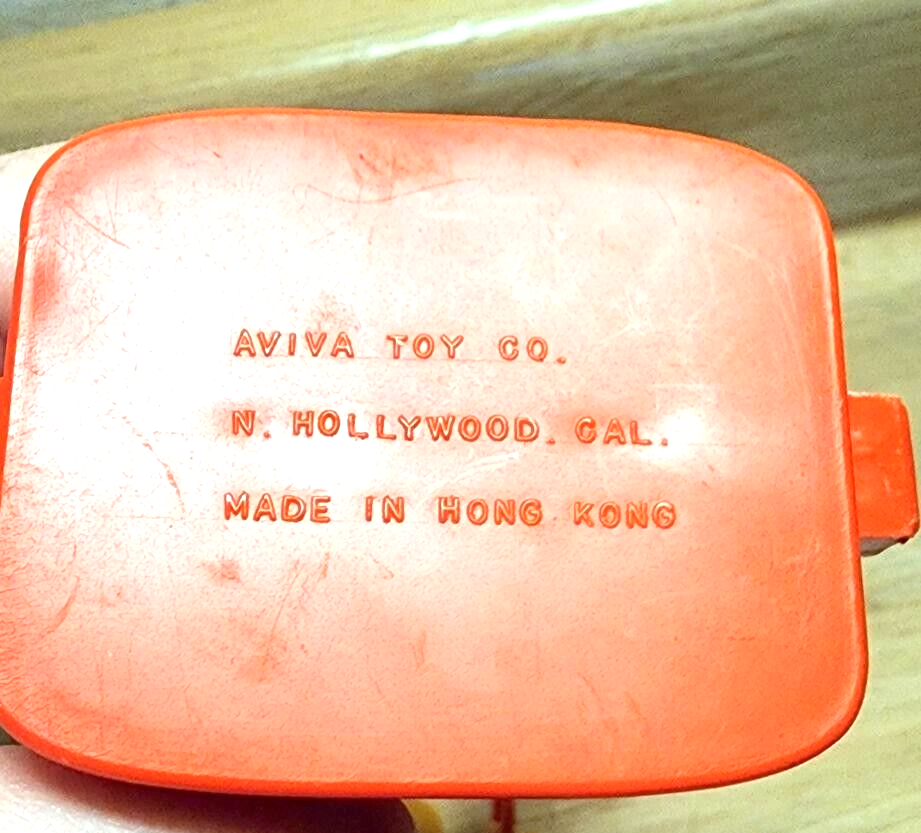 AVIVA TOY CO.
N. HOLLYWOOD. CAL.
MADE IN HONG KONG